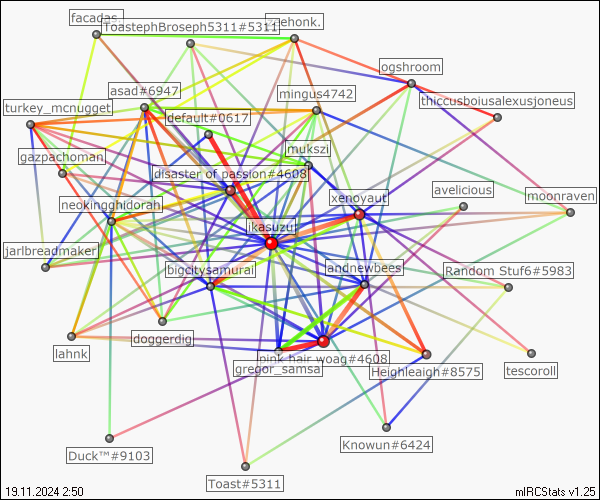 facadas.
ToastephBroseph5311#5311
ogshroom
asad#6947
mingus4742
thiccusboiusalexusjoneus
turkey_mcnugget
default#0617
mukszi
gazpachoman
disaster of passion#4608
avelicious
xenoyaut
moonraven
neokingghidorah
ikasuzu
jarlbreadmaker
bigcitysamurai
andnewbees
Random Stuf6#5983
doggerdig
lahnk
pink hair woag#4608
gregor_samsa
Heighleaigh#8575
tescoroll
Knowun#6424
Duck™#9103
Toast#5311
19.11.2024 2:50
mIRCStats v1.25